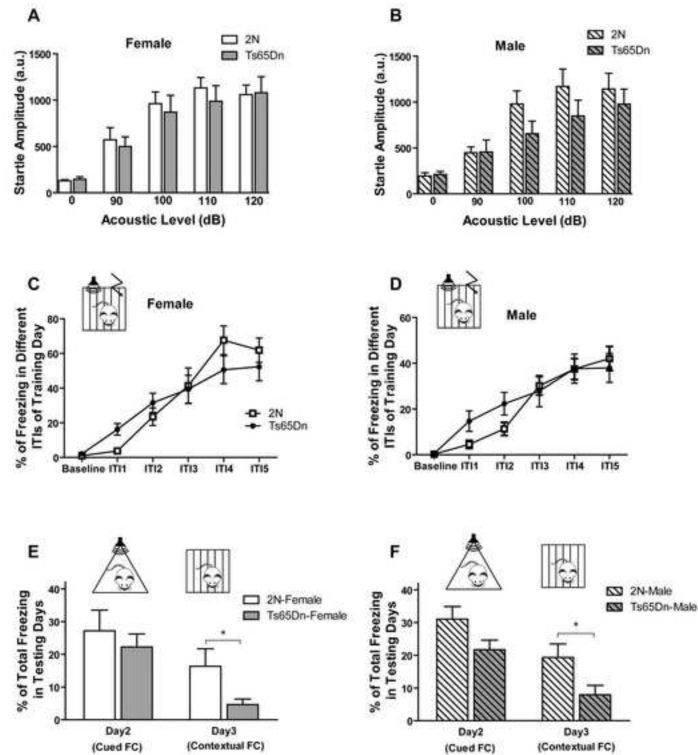 A
Female
2N
Ts65Dn
Startle Amplitude (a.u.)
1500
1000
500
0
0 90 100 110 120
Acoustic Level (dB)
B
Male
2N
Ts65Dn
Startle Amplitude (a.u.)
1500
1000
500
0
0 90 100 110 120
Acoustic Level (dB)
C
Female
% of Freezing in Different
ITIs of Training Day
80
60
40
20
0
2N
Ts65Dn
Baseline ITI1 ITI2 ITI3 ITI4 ITI5
D
Male
% of Freezing in Different
ITIs of Training Day
60
40
20
0
2N
Ts65Dn
Baseline ITI1 ITI2 ITI3 ITI4 ITI5
E
2N-Female
Ts65Dn-Female
% of Total Freezing
in Testing Days
40
30
20
10
0
*
Day2 Day3
(Cued FC) (Contextual FC)
F
2N-Male
Ts65Dn-Male
% of Total Freezing
in Testing Days
40
30
20
10
0
*
Day2 Day3
(Cued FC) (Contextual FC)